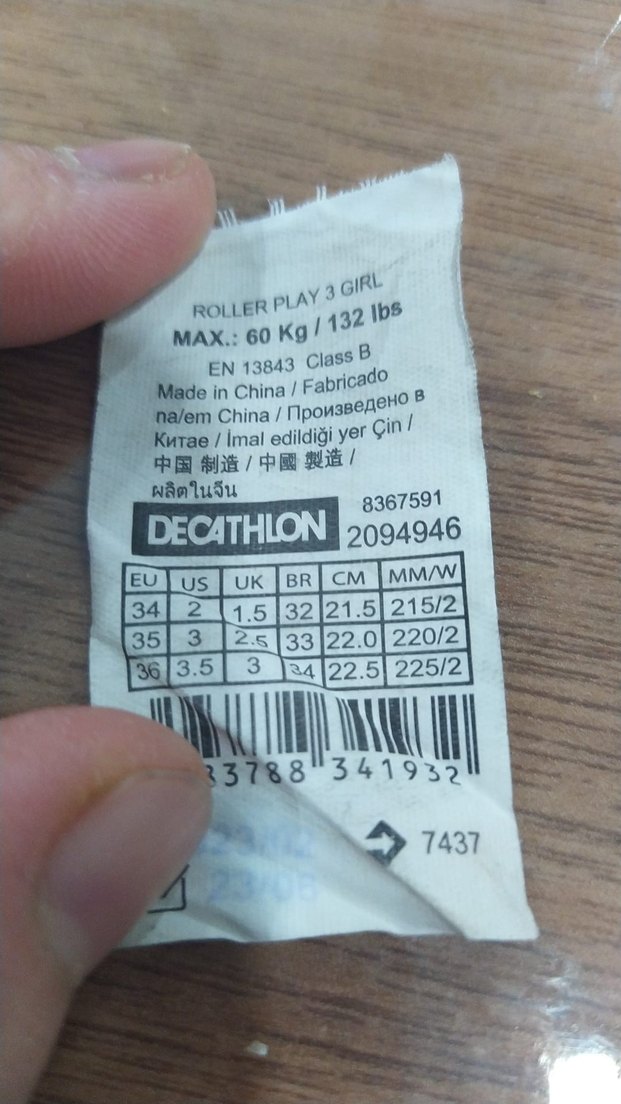 ROLLER PLAY 3 GIRL
MAX.: 60 Kg / 132 lbs
EN 13843 Class B
Made in China / Fabricado
na/em China / Произведено в
Китае / İmal edildiği yer Çin /
中国 制造 / 中國 製造 /
ผลิตในจีน
8367591
DECATHLON 2094946
EU US UK BR CM MM/W
34 2 1.5 32 21.5 215/2
35 3 2.5 33 22.0 220/2
36 3.5 3 34 22.5 225/2
33788 341932
7437
23/06